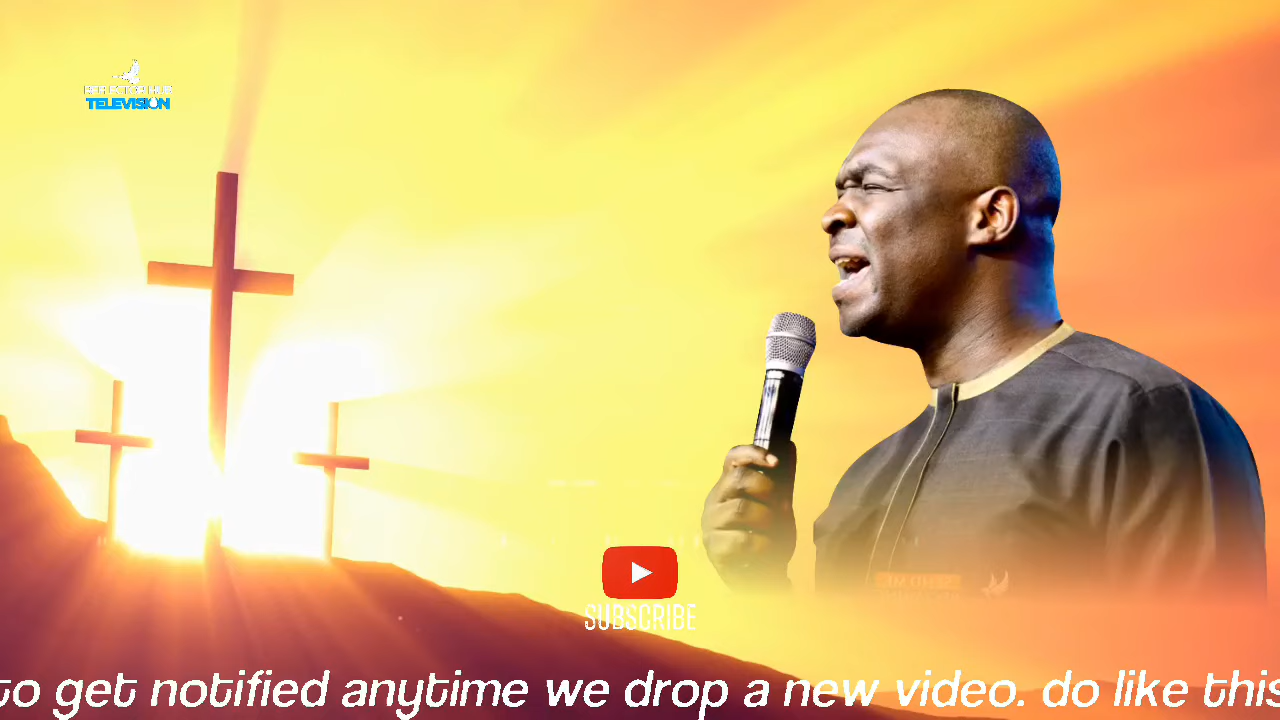 TELEVISION
SUBSCRIBE
to get notified anytime we drop a new video. do like this